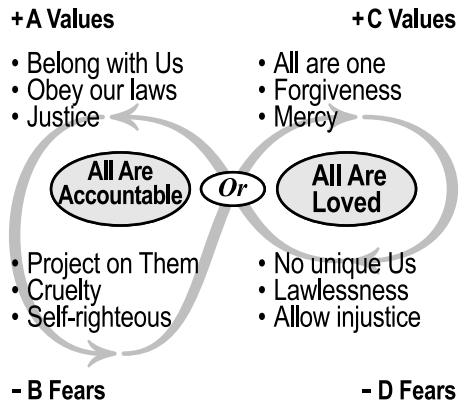 +A Values
• Belong with Us
• Obey our laws
• Justice
+C Values
• All are one
• Forgiveness
• Mercy
All Are
Accountable
Or
All Are
Loved
• Project on Them
• Cruelty
• Self-righteous
• No unique Us
• Lawlessness
• Allow injustice
- B Fears
- D Fears